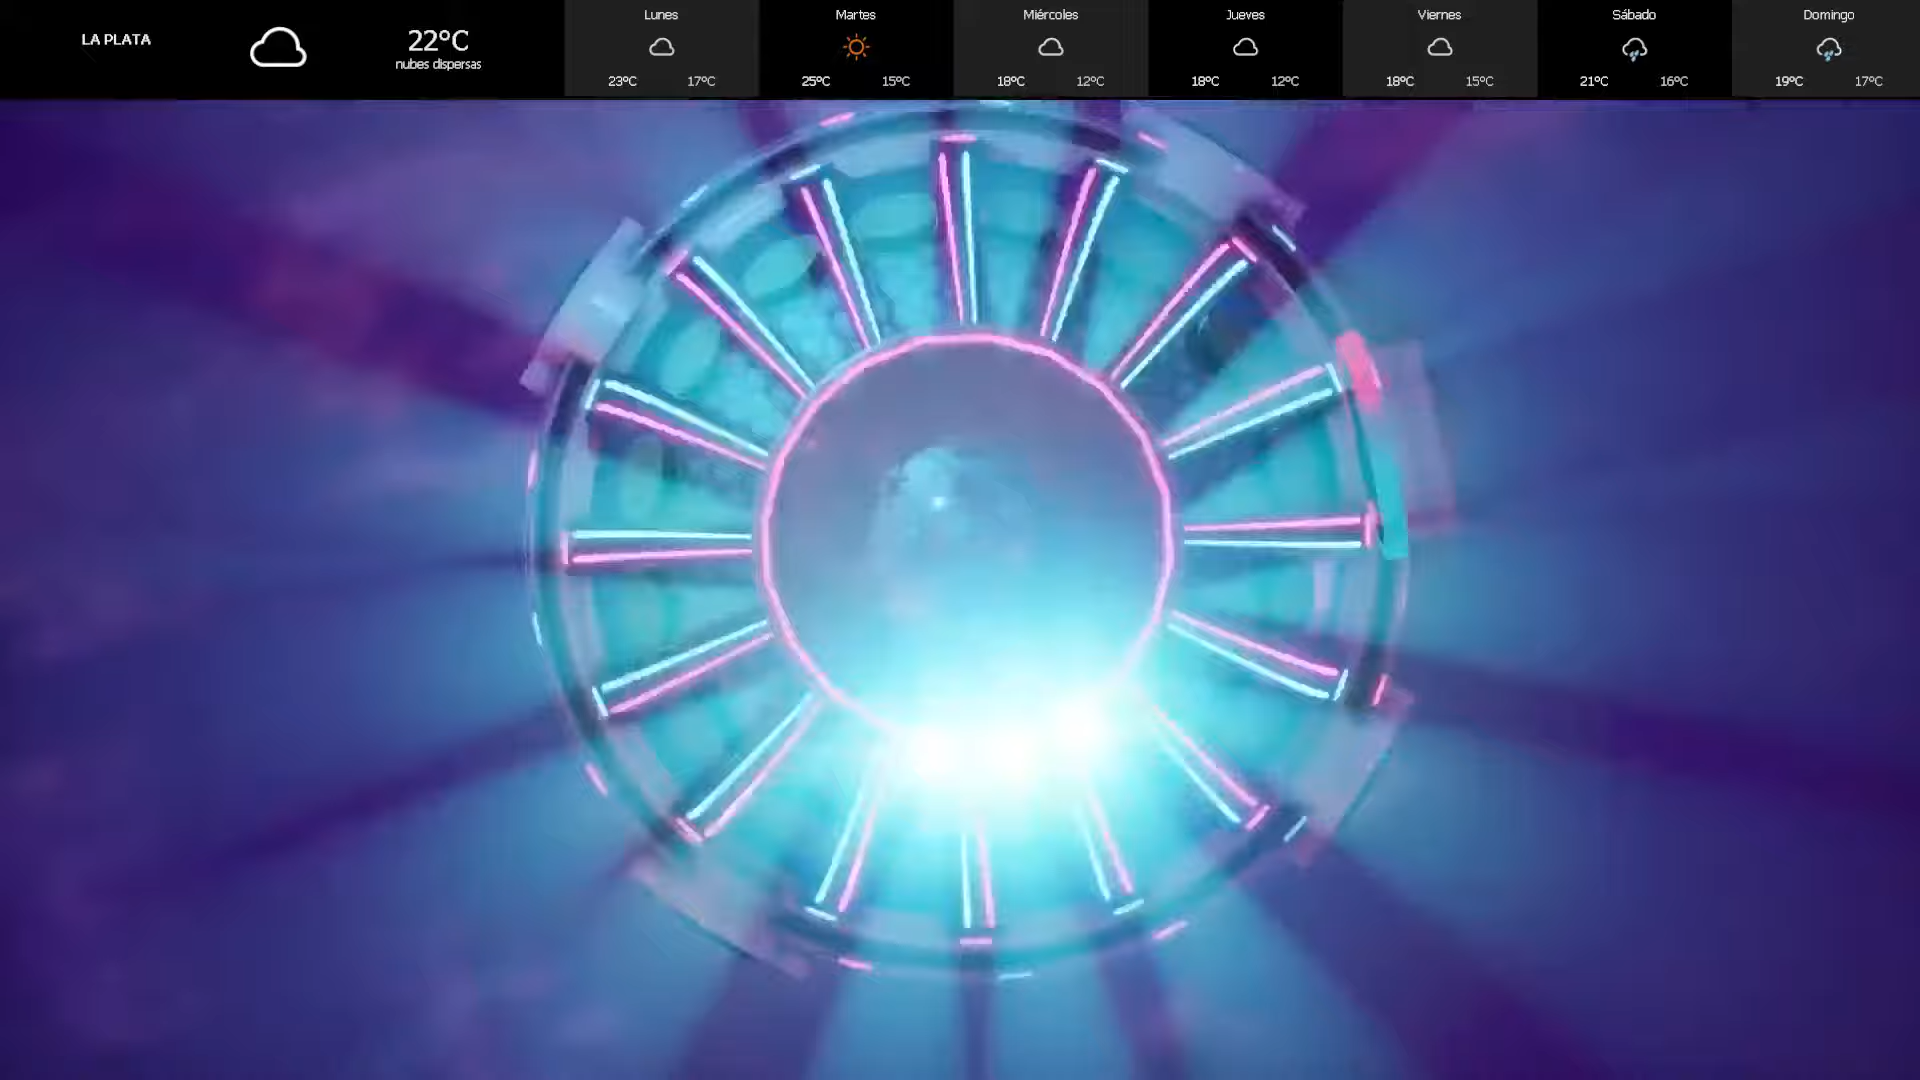 LA PLATA
22°C
nubes dispersas
Lunes
23°C 17°C
Martes
25°C 15°C
Miércoles
18°C 12°C
Jueves
18°C 12°C
Viernes
18°C 15°C
Sábado
21°C 16°C
Domingo
19°C 17°C